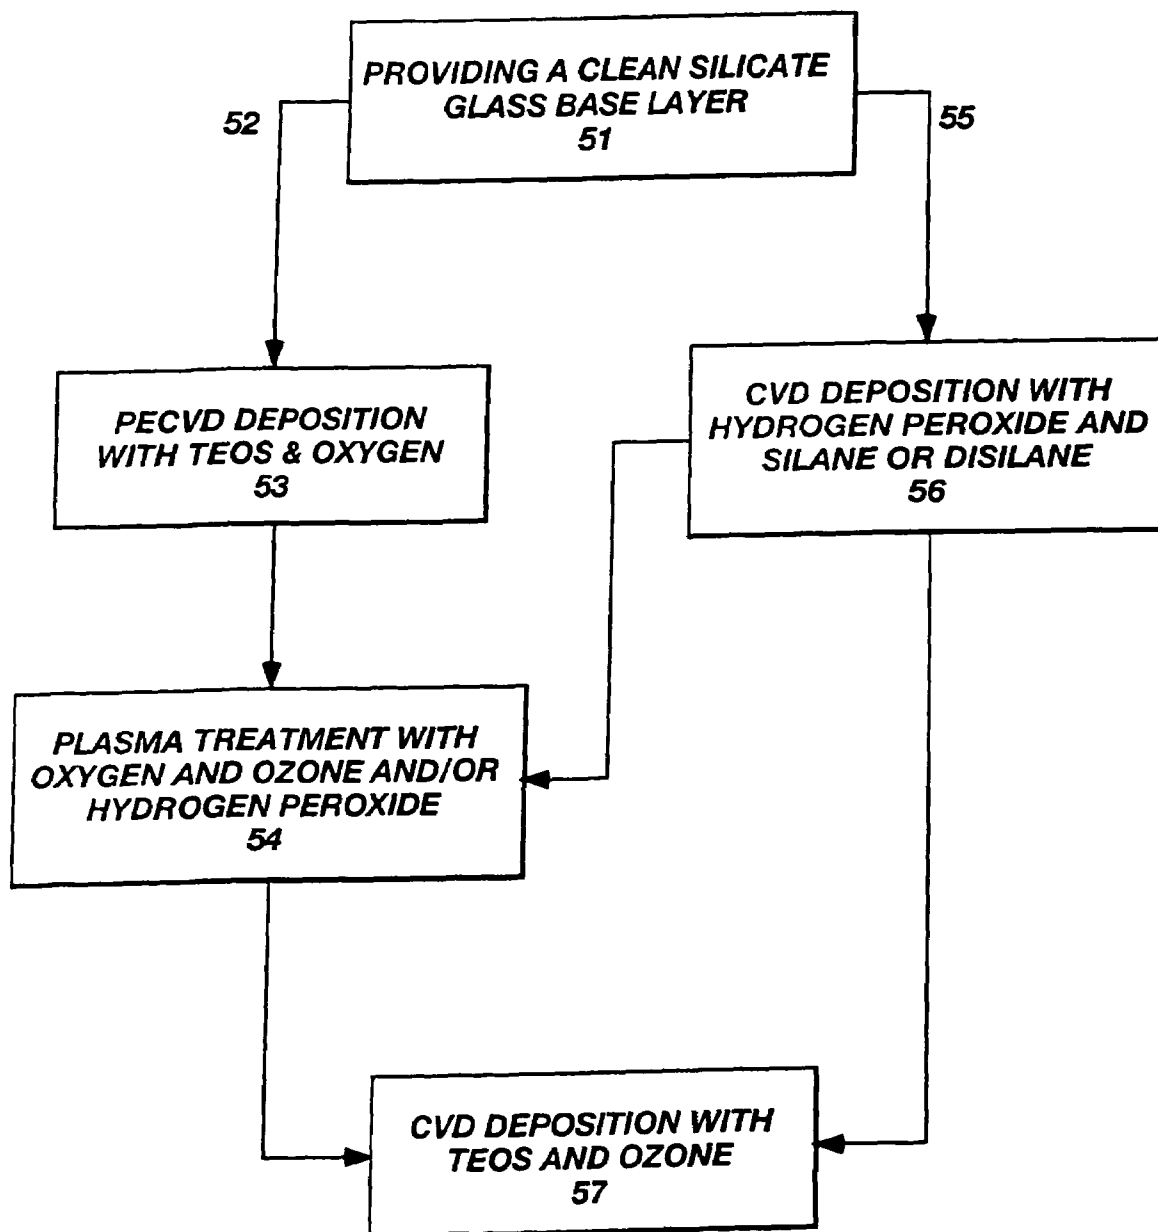 PROVIDING A CLEAN SILICATE
GLASS BASE LAYER
51
52
55
PECVD DEPOSITION
WITH TEOS & OXYGEN
53
CVD DEPOSITION WITH
HYDROGEN PEROXIDE AND
SILANE OR DISILANE
56
PLASMA TREATMENT WITH
OXYGEN AND OZONE AND/OR
HYDROGEN PEROXIDE
54
CVD DEPOSITION WITH
TEOS AND OZONE
57